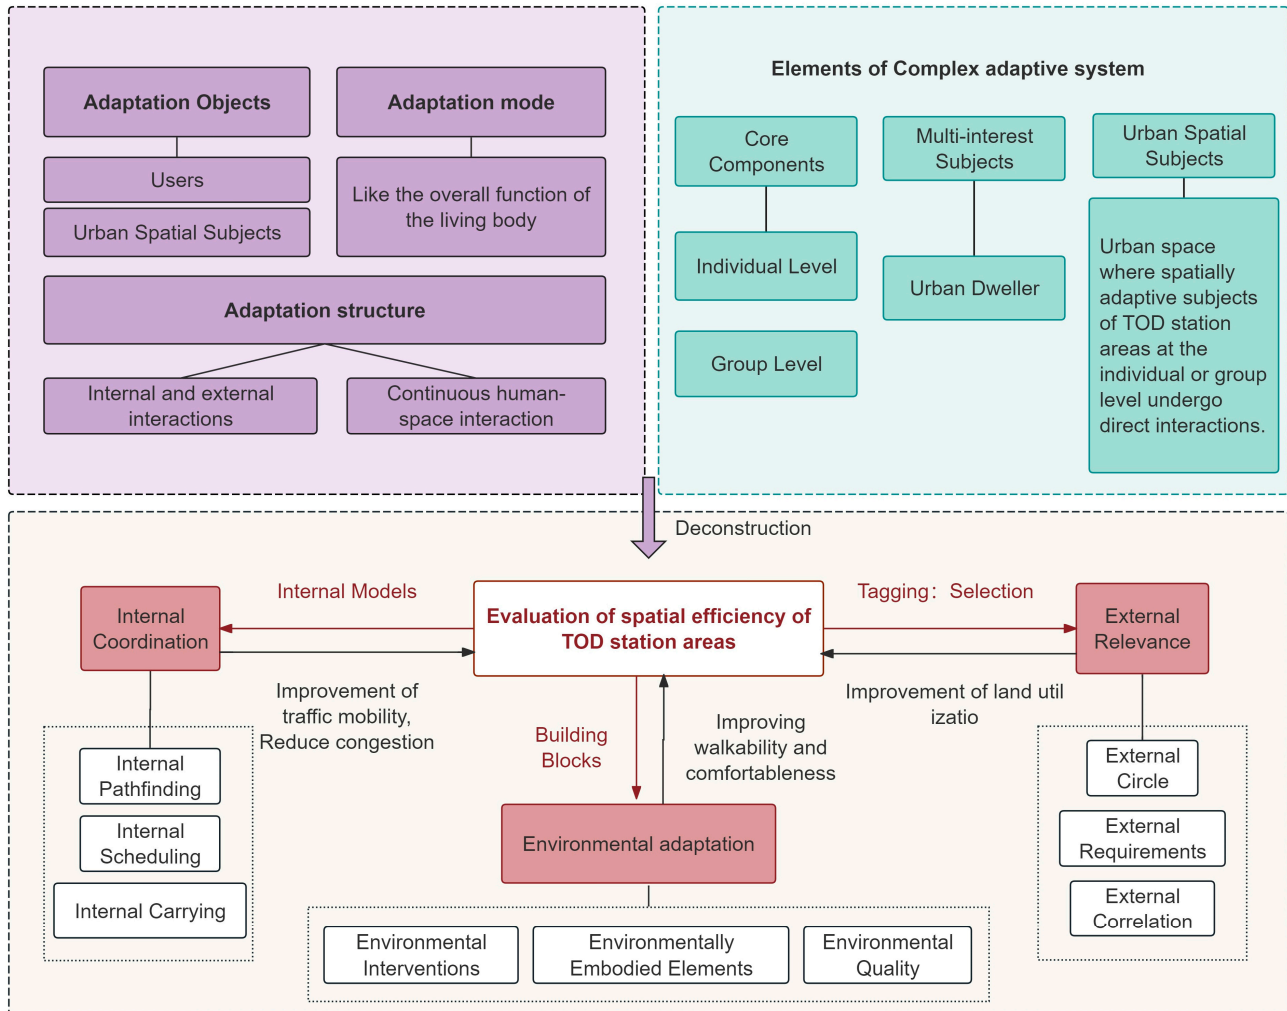 Adaptation Objects
Users
Urban Spatial Subjects
Adaptation mode
Like the overall function of
the living body
Adaptation structure
Internal and external
interactions
Continuous human-
space interaction
Elements of Complex adaptive system
Core
Components
Individual Level
Group Level
Multi-interest
Subjects
Urban Dweller
Urban Spatial
Subjects
Urban space
where spatially
adaptive subjects
of TOD station
areas at the
individual or group
level undergo
direct interactions.
Deconstruction
Internal
Coordination
Internal Models
Evaluation of spatial efficiency of
TOD station areas
Tagging：Selection
External
Relevance
Improvement of
traffic mobility,
Reduce congestion
Building
Blocks
Improving
walkability and
comfortableness
Improvement of land util
izatio
Internal
Pathfinding
Internal
Scheduling
Internal Carrying
Environmental adaptation
Environmental
Interventions
Environmentally
Embodied Elements
Environmental
Quality
External
Circle
External
Requirements
External
Correlation